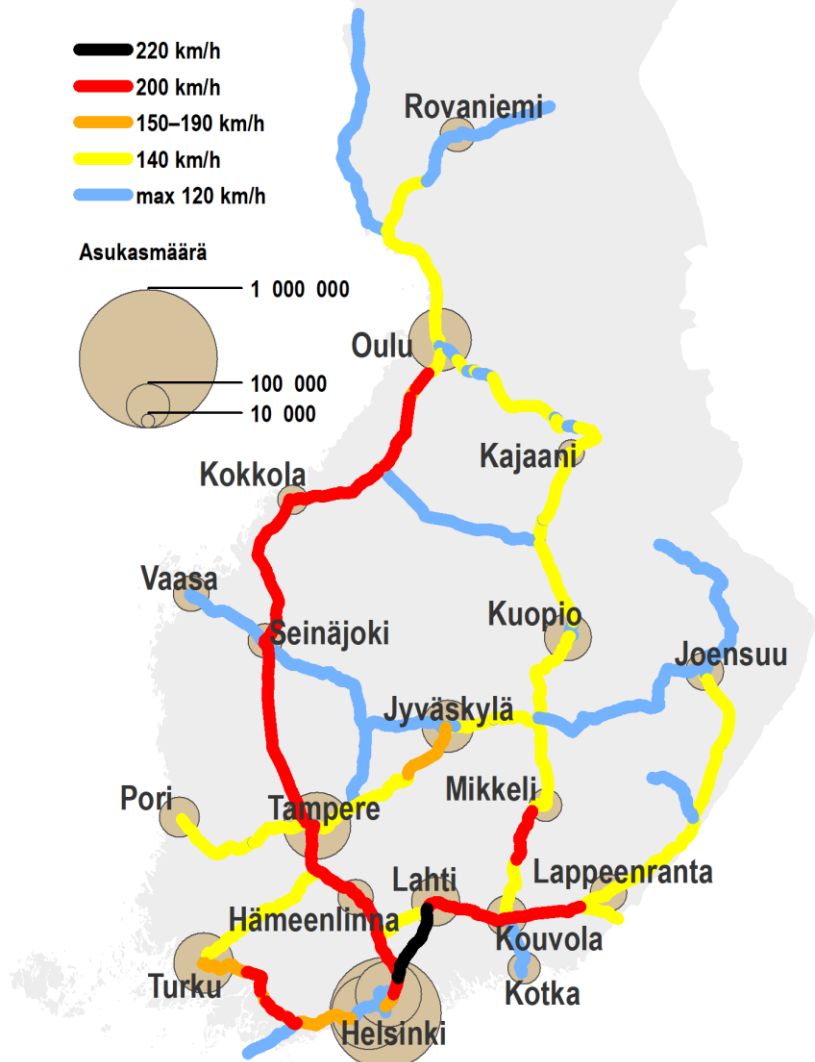 220 km/h
200 km/h
150–190 km/h
140 km/h
max 120 km/h
Asukasmäärä
1 000 000
100 000
10 000
Rovaniemi
Oulu
Kajaani
Kokkola
Vaasa
Seinäjoki
Kuopio
Joensuu
Jyväskylä
Pori
Tampere
Mikkeli
Lahti
Lappeenranta
Hämeenlinna
Kouvola
Turku
Kotka
Helsinki